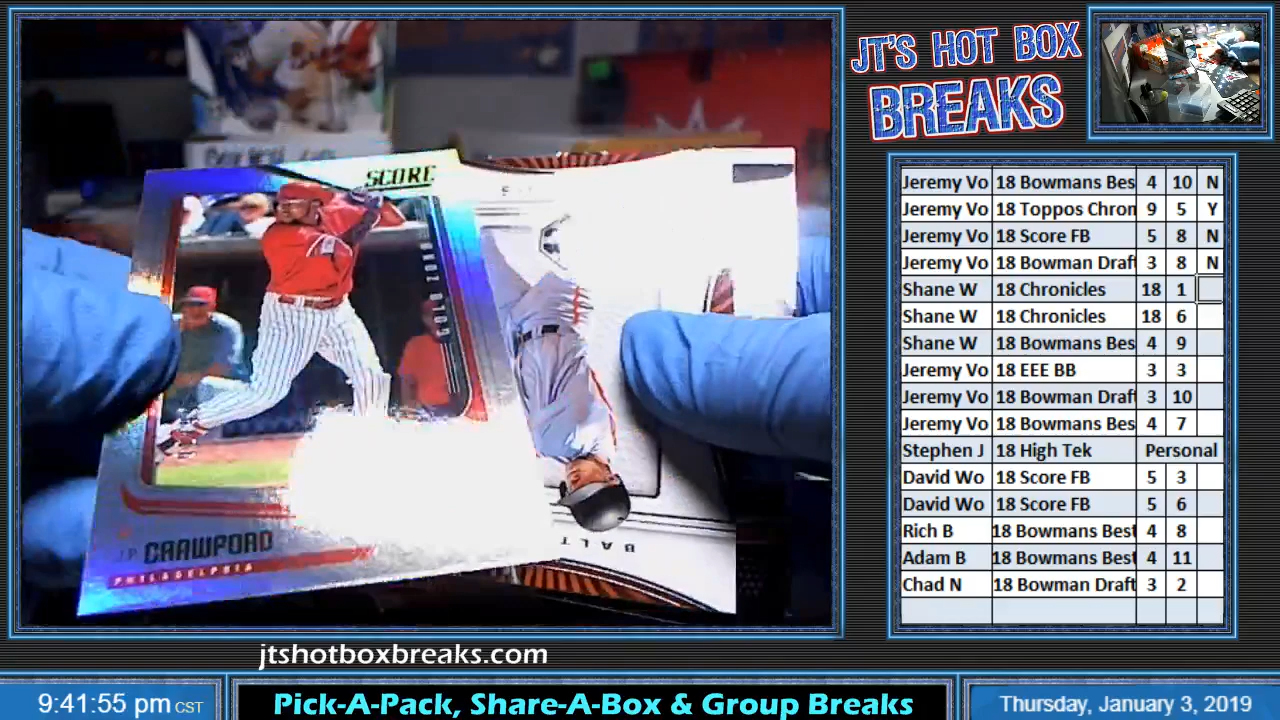 JT'S HOT BOX
BREAKS
SCORE
GOLD ZONE
J.P. CRAWFORD
PHILADELPHIA
BALT
Jeremy Vo 18 Bowmans Bes 4 10 N
Jeremy Vo 18 Toppos Chron 9 5 Y
Jeremy Vo 18 Score FB 5 8 N
Jeremy Vo 18 Bowman Draft 3 8 N
Shane W 18 Chronicles 18 1
Shane W 18 Chronicles 18 6
Shane W 18 Bowmans Bes 4 9
Jeremy Vo 18 EEE BB 3 3
Jeremy Vo 18 Bowman Draft 3 10
Jeremy Vo 18 Bowmans Bes 4 7
Stephen J 18 High Tek Personal
David Wo 18 Score FB 5 3
David Wo 18 Score FB 5 6
Rich B 18 Bowmans Best 4 8
Adam B 18 Bowmans Best 4 11
Chad N 18 Bowman Draft 3 2
jtshotboxbreaks.com
9:41:55 pm CST
Pick-A-Pack, Share-A-Box & Group Breaks
Thursday, January 3, 2019